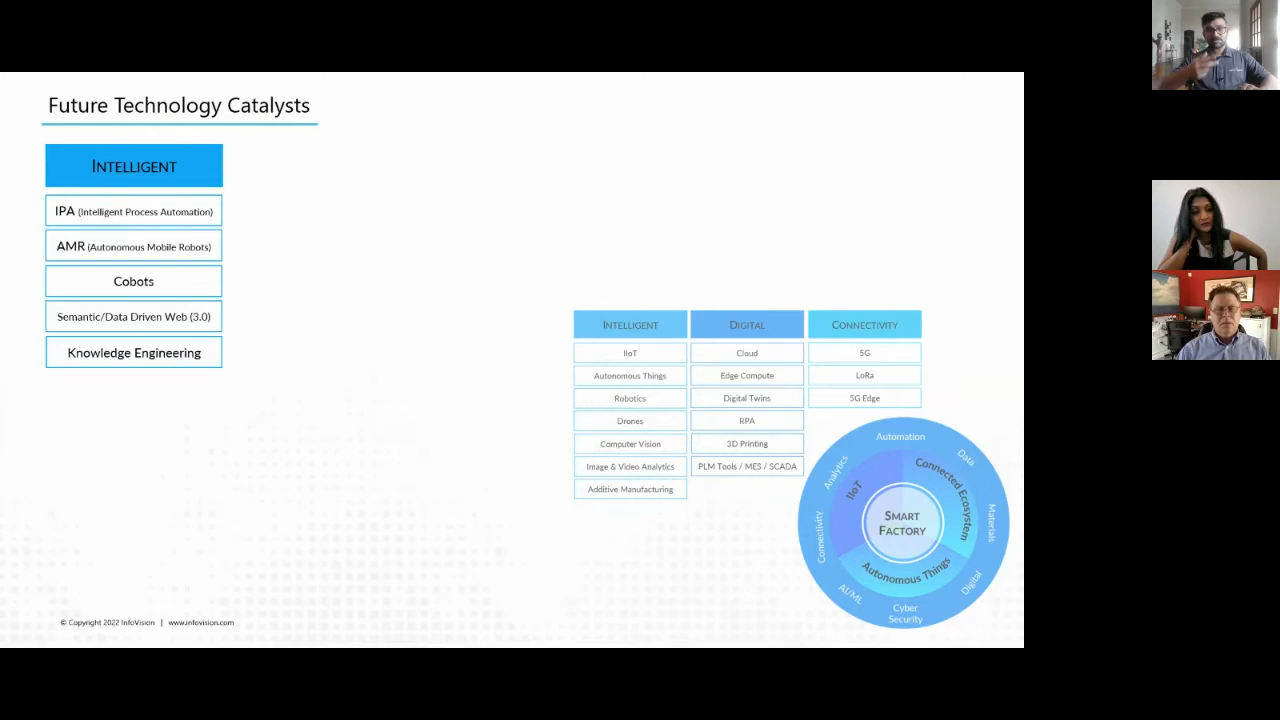 Future Technology Catalysts
INTELLIGENT
IPA (Intelligent Process Automation)
AMR (Autonomous Mobile Robots)
Cobots
Semantic/Data Driven Web (3.0)
Knowledge Engineering
INTELLIGENT
IIoT
Autonomous Things
Robotics
Drones
Computer Vision
Image & Video Analytics
Additive Manufacturing
DIGITAL
Cloud
Edge Compute
Digital Twins
RPA
3D Printing
PLM Tools / MES / SCADA
CONNECTIVITY
5G
LoRa
5G Edge
Automation
Data
Materials
Digital
Cyber
Security
AI/ML
Connectivity
Analytics
IIoT
Connected Ecosystem
Autonomous Things
SMART
FACTORY
© Copyright 2022 InfoVision | www.infovision.com